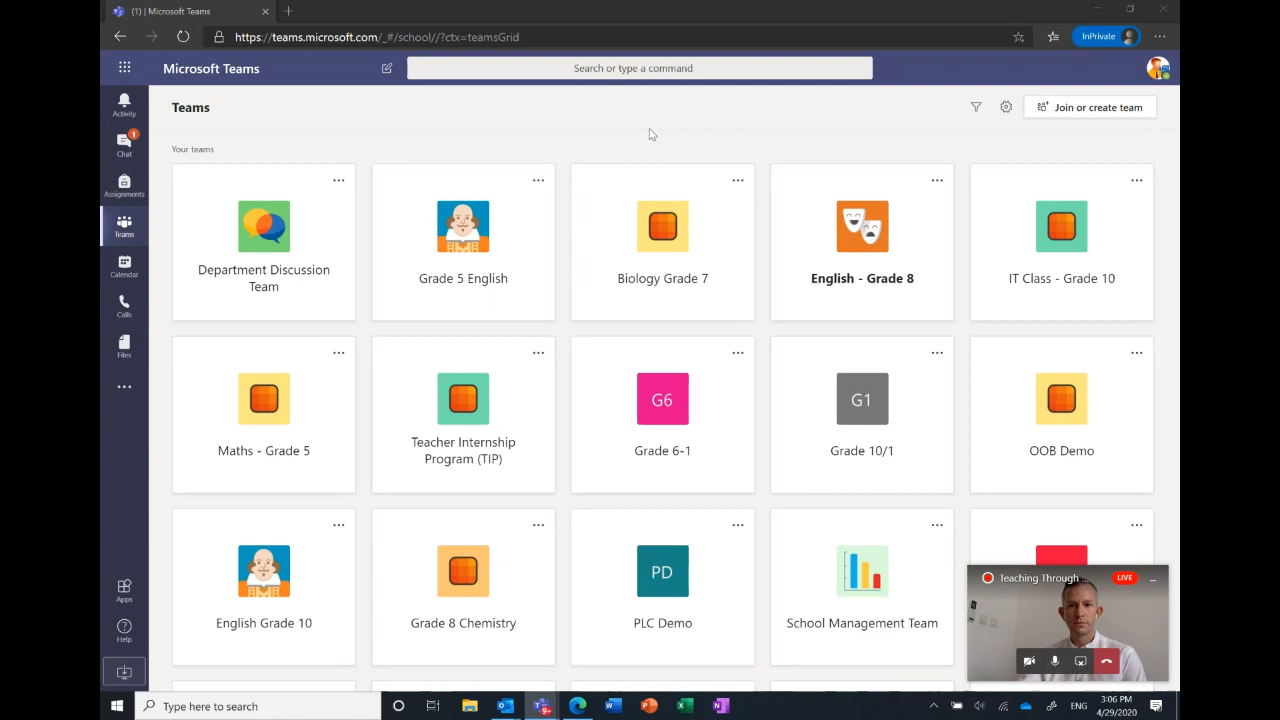 (1) | Microsoft Teams
https://teams.microsoft.com/_#/school//?ctx=teamsGrid
InPrivate
Microsoft Teams
Search or type a command
Activity
1
Chat
Assignments
Teams
Calendar
Calls
Files
Apps
Help
Teams
Join or create team
Your teams
Department Discussion
Team
Grade 5 English
Biology Grade 7
English - Grade 8
IT Class - Grade 10
Maths - Grade 5
Teacher Internship
Program (TIP)
G6
Grade 6-1
G1
Grade 10/1
OOB Demo
English Grade 10
Grade 8 Chemistry
PD
PLC Demo
School Management Team
Teaching Through ...
LIVE
Type here to search
9+
ENG
3:06 PM
4/29/2020